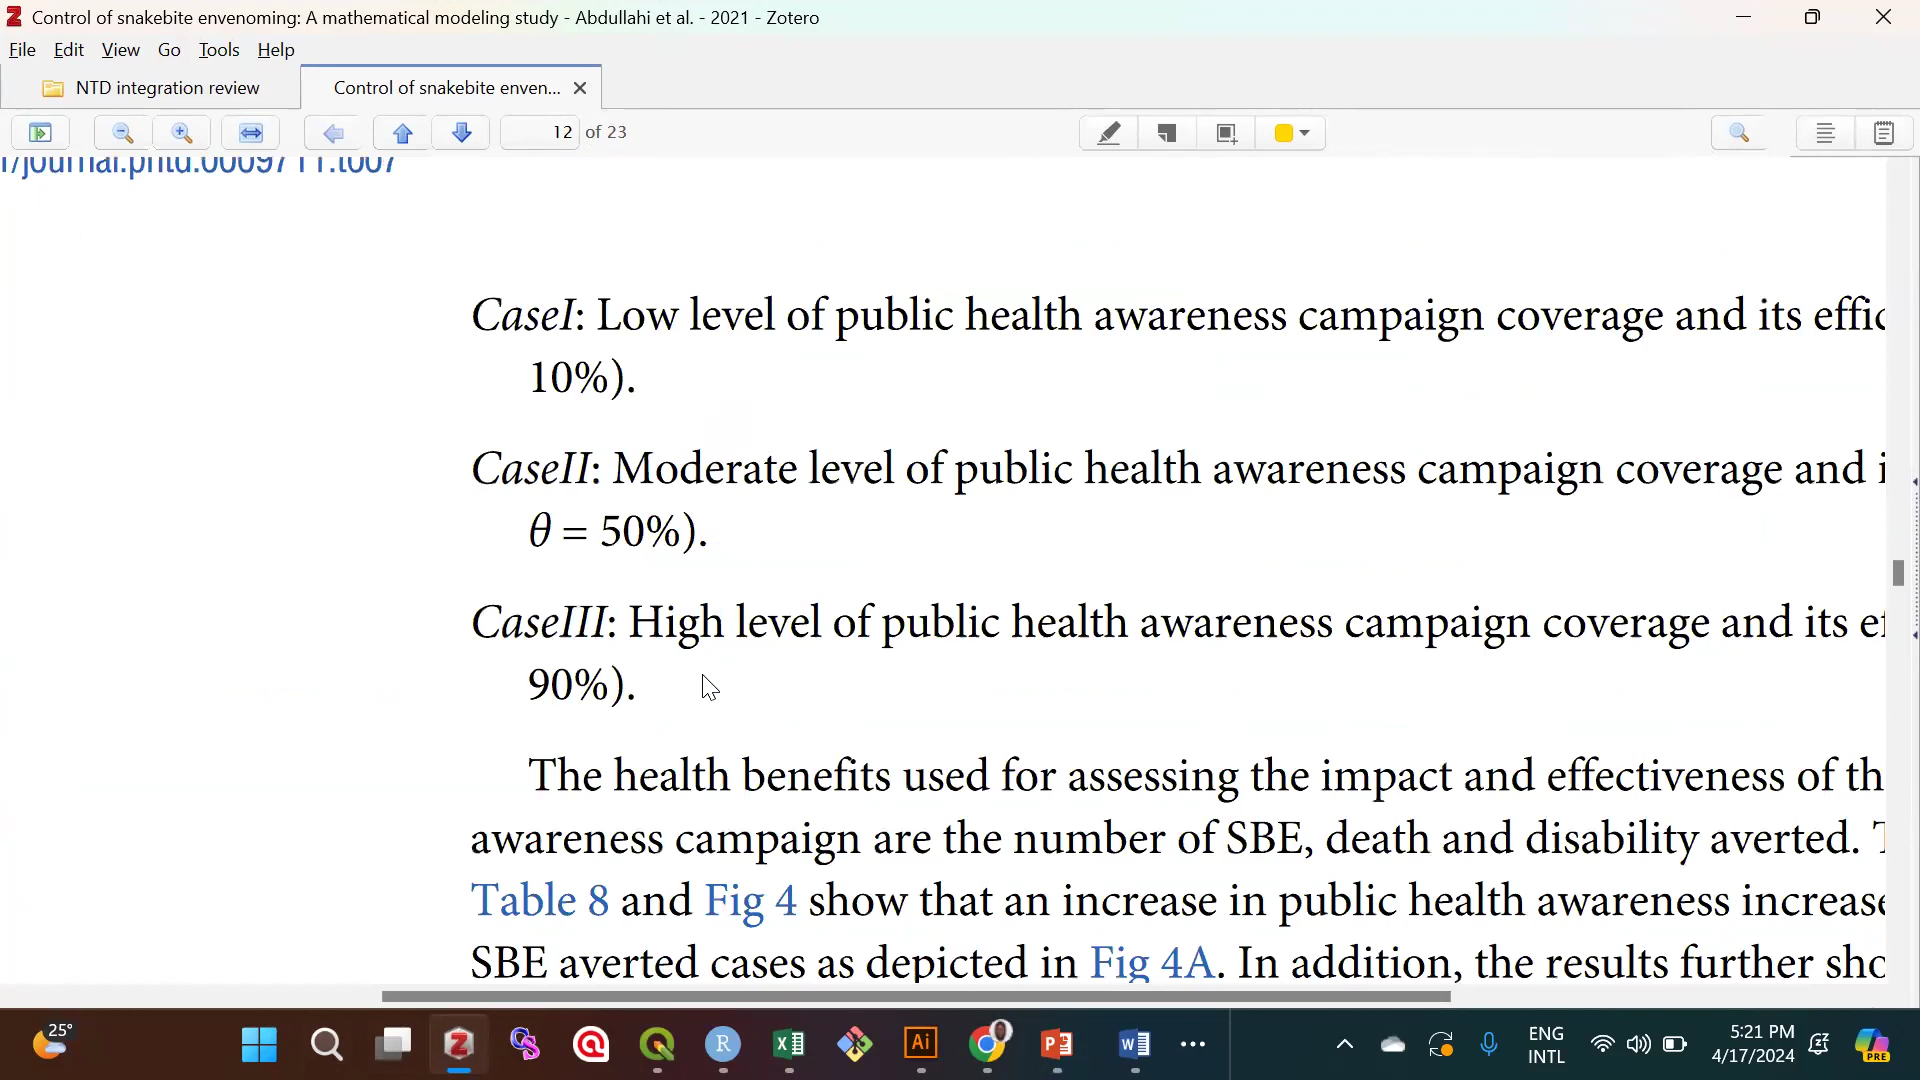 Control of snakebite envenoming: A mathematical modeling study - Abdullahi et al. - 2021 - Zotero
File Edit View Go Tools Help
NTD integration review
Control of snakebite enven...
12 of 23
r/journal.pntd.0009711.t007
CaseI: Low level of public health awareness campaign coverage and its effic
10%).
CaseII: Moderate level of public health awareness campaign coverage and i
θ = 50%).
CaseIII: High level of public health awareness campaign coverage and its ef
90%).
The health benefits used for assessing the impact and effectiveness of th
awareness campaign are the number of SBE, death and disability averted. T
Table 8 and Fig 4 show that an increase in public health awareness increase
SBE averted cases as depicted in Fig 4A. In addition, the results further sho
25°
ENG
INTL
5:21 PM
4/17/2024
PRE